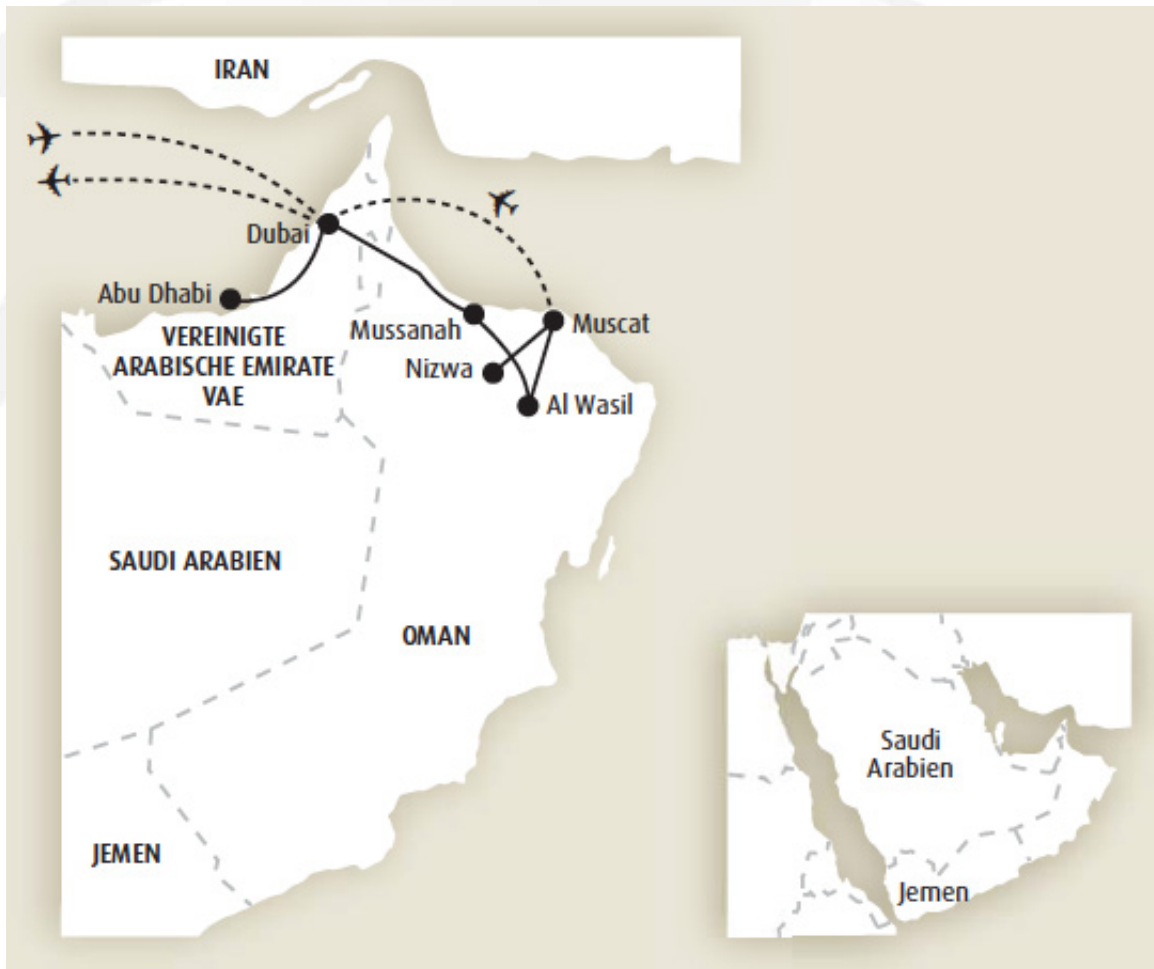 IRAN
Dubai
Abu Dhabi
Mussanah
Muscat
VEREINIGTE
ARABISCHE EMIRATE
VAE
Nizwa
Al Wasil
SAUDI ARABIEN
OMAN
JEMEN
Saudi
Arabien
Jemen